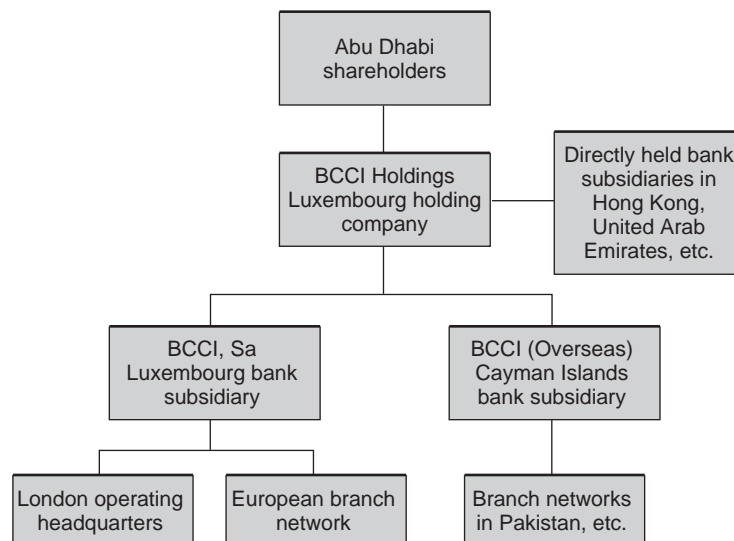 Abu Dhabi
shareholders
BCCI Holdings
Luxembourg holding
company
Directly held bank
subsidiaries in
Hong Kong,
United Arab
Emirates, etc.
BCCI, Sa
Luxembourg bank
subsidiary
BCCI (Overseas)
Cayman Islands
bank subsidiary
London operating
headquarters
European branch
network
Branch networks
in Pakistan, etc.